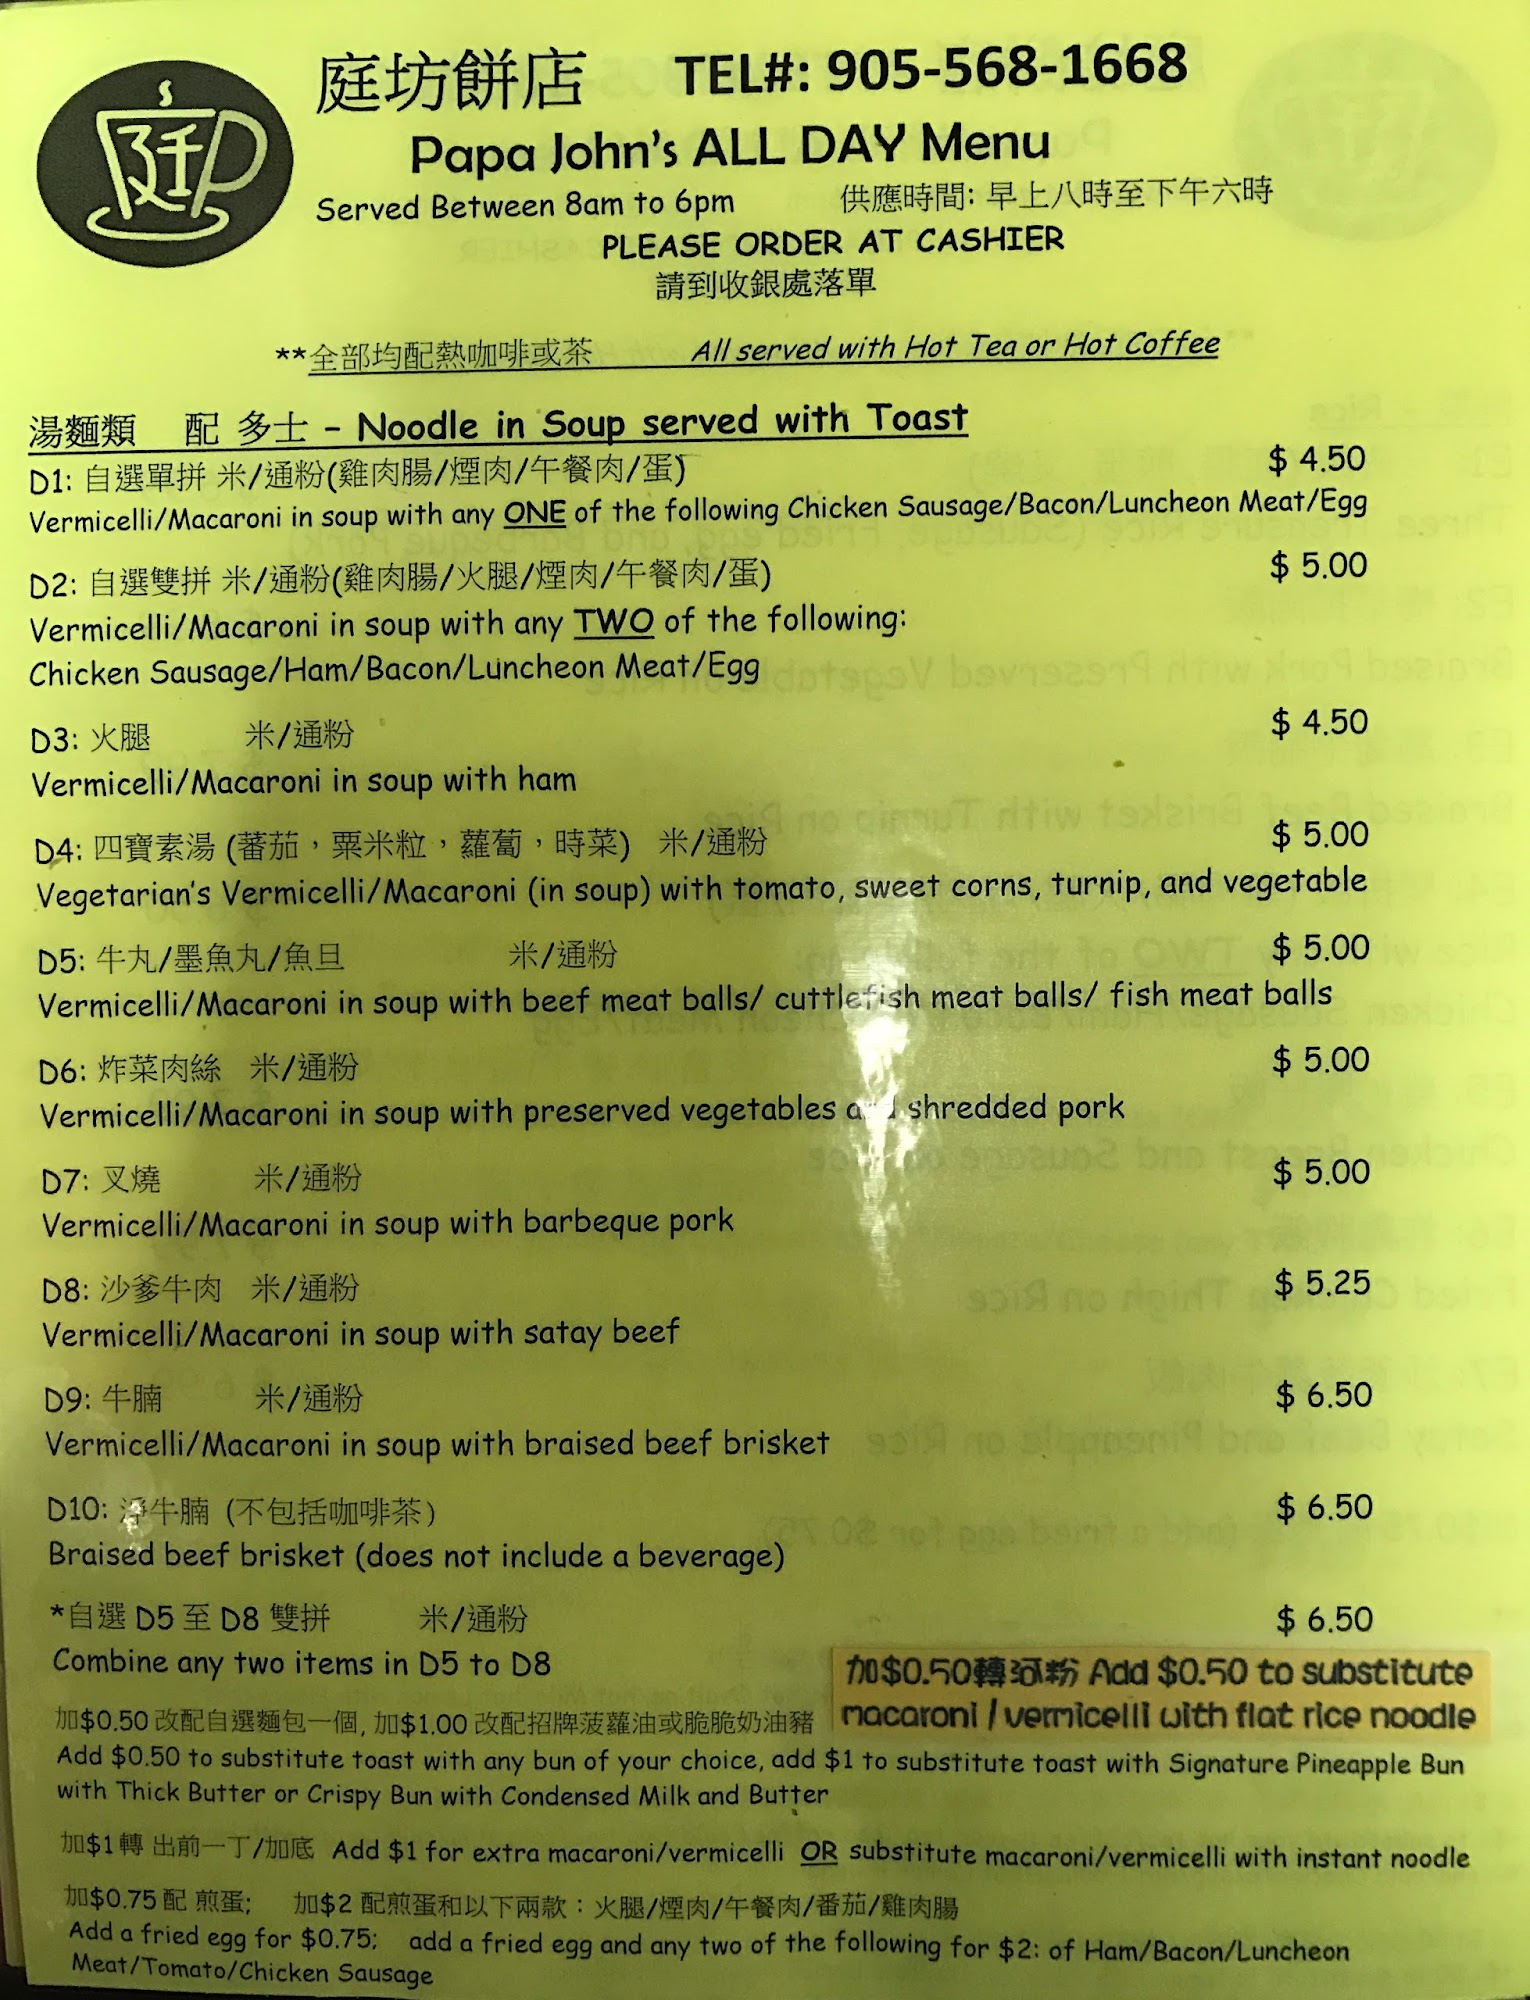 庭坊餅店 TEL#: 905-568-1668
Papa John's ALL DAY Menu
Served Between 8am to 6pm 供應時間: 早上八時至下午六時
PLEASE ORDER AT CASHIER
請到收銀處落單
**全部均配熱咖啡或茶 All served with Hot Tea or Hot Coffee
湯麵類 配 多士 – Noodle in Soup served with Toast
D1: 自選單拼 米/通粉(雞肉腸/煙肉/午餐肉/蛋) $ 4.50
Vermicelli/Macaroni in soup with any ONE of the following Chicken Sausage/Bacon/Luncheon Meat/Egg
D2: 自選雙拼 米/通粉(雞肉腸/火腿/煙肉/午餐肉/蛋) $ 5.00
Vermicelli/Macaroni in soup with any TWO of the following:
Chicken Sausage/Ham/Bacon/Luncheon Meat/Egg
D3: 火腿 米/通粉 $ 4.50
Vermicelli/Macaroni in soup with ham
D4: 四寶素湯 (蕃茄，粟米粒，蘿蔔，時菜) 米/通粉 $ 5.00
Vegetarian's Vermicelli/Macaroni (in soup) with tomato, sweet corns, turnip, and vegetable
D5: 牛丸/墨魚丸/魚旦 米/通粉 $ 5.00
Vermicelli/Macaroni in soup with beef meat balls/ cuttlefish meat balls/ fish meat balls
D6: 炸菜肉絲 米/通粉 $ 5.00
Vermicelli/Macaroni in soup with preserved vegetables and shredded pork
D7: 叉燒 米/通粉 $ 5.00
Vermicelli/Macaroni in soup with barbeque pork
D8: 沙爹牛肉 米/通粉 $ 5.25
Vermicelli/Macaroni in soup with satay beef
D9: 牛腩 米/通粉 $ 6.50
Vermicelli/Macaroni in soup with braised beef brisket
D10: 淨牛腩 (不包括咖啡茶) $ 6.50
Braised beef brisket (does not include a beverage)
*自選 D5 至 D8 雙拼 米/通粉 $ 6.50
Combine any two items in D5 to D8
加$0.50轉河粉 Add $0.50 to substitute
macaroni / vermicelli with flat rice noodle
加$0.50 改配自選麵包一個, 加$1.00 改配招牌菠蘿油或脆脆奶油豬
Add $0.50 to substitute toast with any bun of your choice, add $1 to substitute toast with Signature Pineapple Bun
with Thick Butter or Crispy Bun with Condensed Milk and Butter
加$1 轉 出前一丁/加底 Add $1 for extra macaroni/vermicelli OR substitute macaroni/vermicelli with instant noodle
加$0.75 配 煎蛋; 加$2 配煎蛋和以下兩款：火腿/煙肉/午餐肉/番茄/雞肉腸
Add a fried egg for $0.75; add a fried egg and any two of the following for $2: of Ham/Bacon/Luncheon
Meat/Tomato/Chicken Sausage